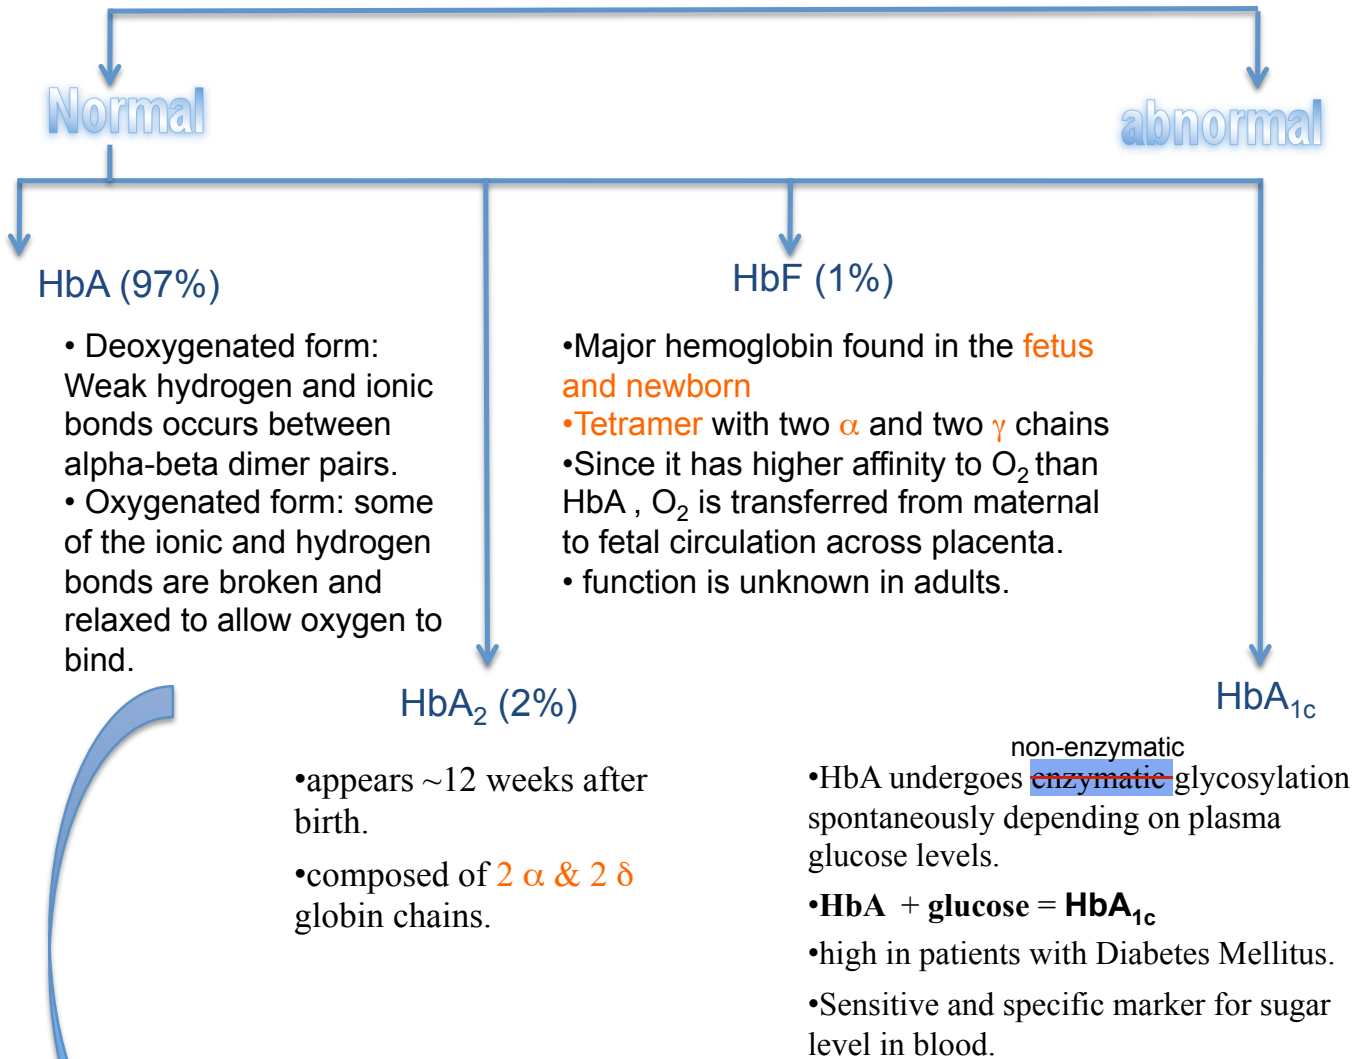 Normal
abnormal
HbA (97%)
• Deoxygenated form:
Weak hydrogen and ionic
bonds occurs between
alpha-beta dimer pairs.
• Oxygenated form: some
of the ionic and hydrogen
bonds are broken and
relaxed to allow oxygen to
bind.
HbF (1%)
•Major hemoglobin found in the fetus
and newborn
•Tetramer with two α and two γ chains
•Since it has higher affinity to O₂ than
HbA , O₂ is transferred from maternal
to fetal circulation across placenta.
• function is unknown in adults.
HbA₂ (2%)
•appears ~12 weeks after
birth.
•composed of 2 α & 2 δ
globin chains.
HbA₁c
non-enzymatic
•HbA undergoes enzymatic glycosylation
spontaneously depending on plasma
glucose levels.
•HbA + glucose = HbA₁c
•high in patients with Diabetes Mellitus.
•Sensitive and specific marker for sugar
level in blood.